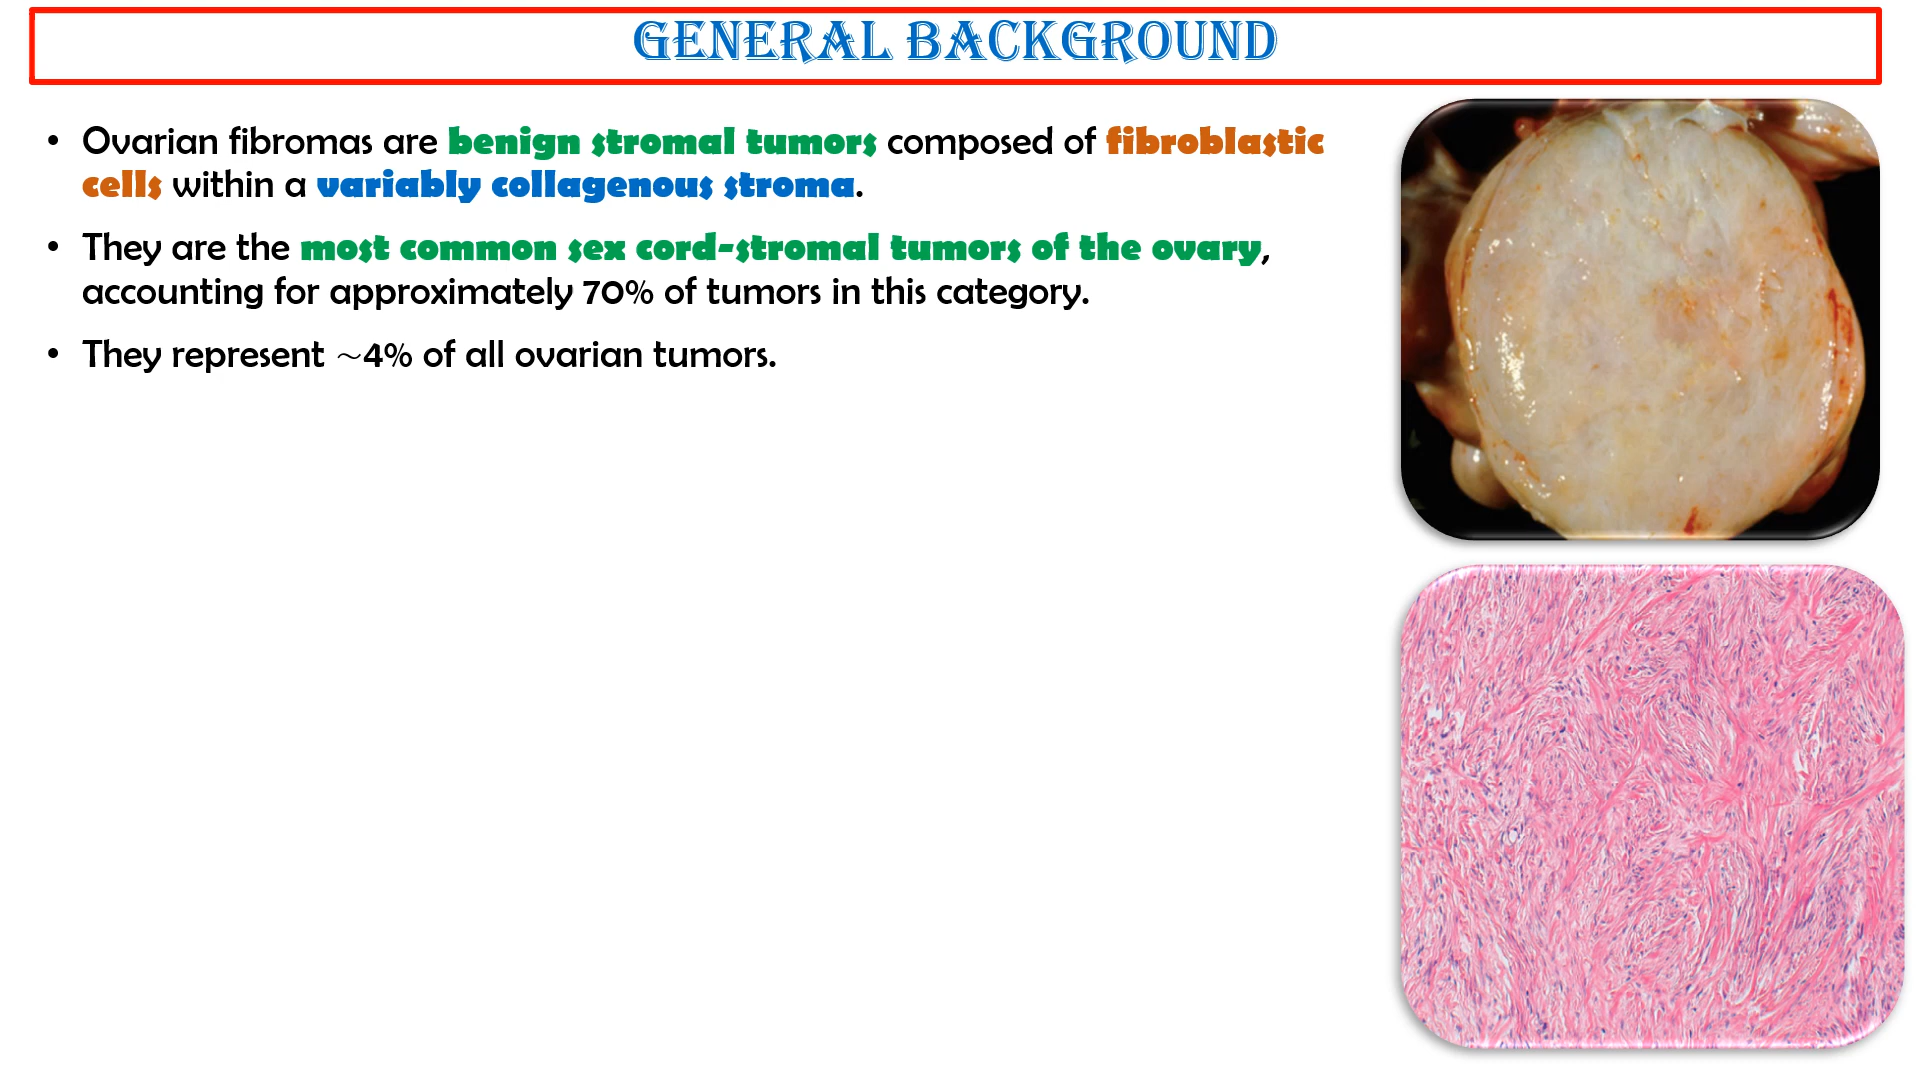 GENERAL BACKGROUND
• Ovarian fibromas are benign stromal tumors composed of fibroblastic
cells within a variably collagenous stroma.
• They are the most common sex cord-stromal tumors of the ovary,
accounting for approximately 70% of tumors in this category.
• They represent ~4% of all ovarian tumors.